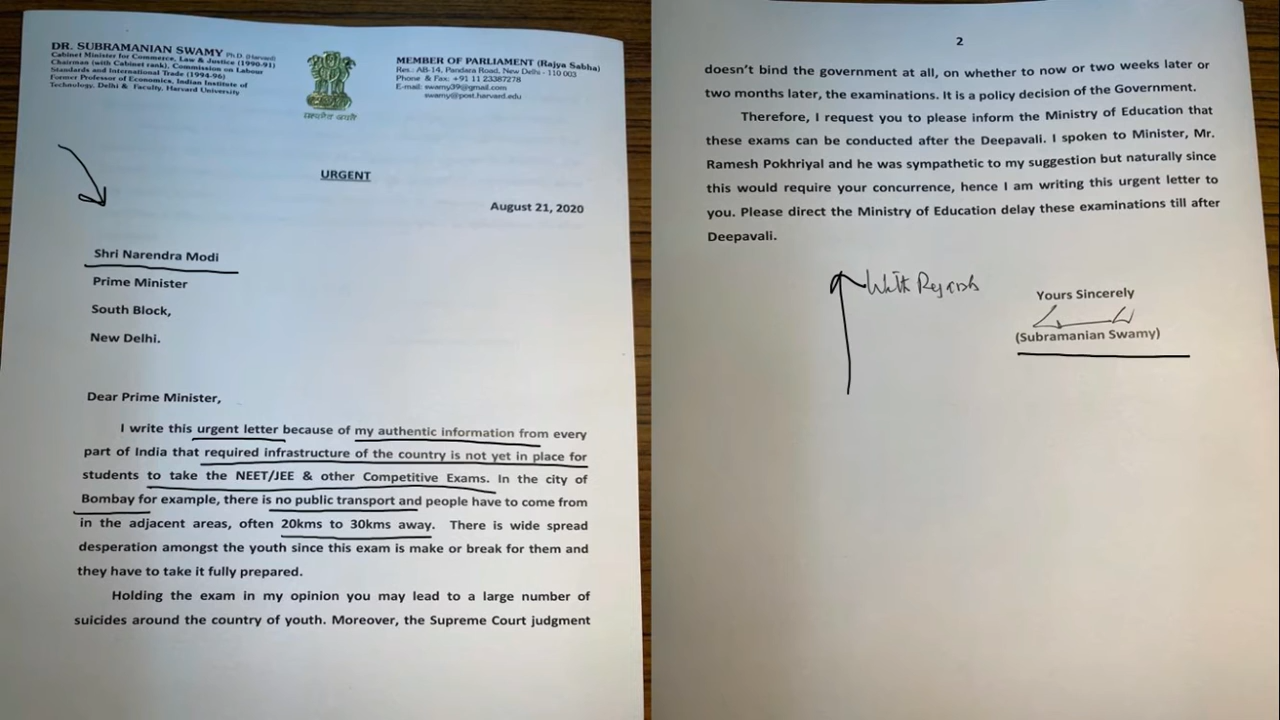 DR. SUBRAMANIAN SWAMY Ph.D. (Harvard)
Cabinet Minister for Commerce, Law & Justice (1990-91)
Chairman (with Cabinet rank), Commission on Labour
Standards and International Trade (1994-96)
Former Professor of Economics, Indian Institute of
Technology, Delhi & Faculty, Harvard University
सत्यमेव जयते
MEMBER OF PARLIAMENT (Rajya Sabha)
Res.: AB-14, Pandara Road, New Delhi - 110 003
Phone & Fax: +91 11 23387278
E-mail: swamy39@gmail.com
swamy@post.harvard.edu
URGENT
August 21, 2020
Shri Narendra Modi
Prime Minister
South Block,
New Delhi.
Dear Prime Minister,
I write this urgent letter because of my authentic information from every
part of India that required infrastructure of the country is not yet in place for
students to take the NEET/JEE & other Competitive Exams. In the city of
Bombay for example, there is no public transport and people have to come from
in the adjacent areas, often 20kms to 30kms away. There is wide spread
desperation amongst the youth since this exam is make or break for them and
they have to take it fully prepared.
Holding the exam in my opinion you may lead to a large number of
suicides around the country of youth. Moreover, the Supreme Court judgment
2
doesn't bind the government at all, on whether to now or two weeks later or
two months later, the examinations. It is a policy decision of the Government.
Therefore, I request you to please inform the Ministry of Education that
these exams can be conducted after the Deepavali. I spoken to Minister, Mr.
Ramesh Pokhriyal and he was sympathetic to my suggestion but naturally since
this would require your concurrence, hence I am writing this urgent letter to
you. Please direct the Ministry of Education delay these examinations till after
Deepavali.
With Regards
Yours Sincerely
(Subramanian Swamy)